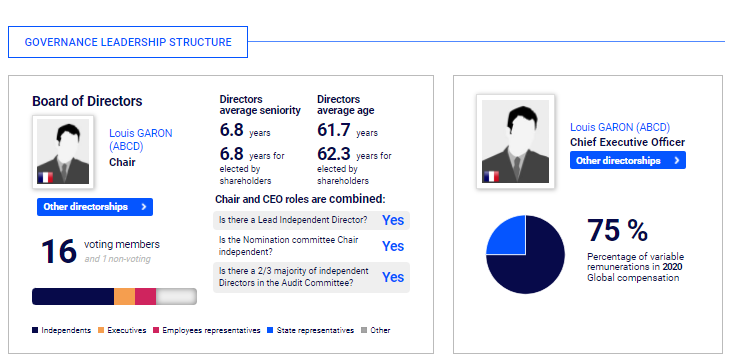 GOVERNANCE LEADERSHIP STRUCTURE
Board of Directors
Louis GARON
(ABCD)
Chair
Other directorships
16 voting members
and 1 non-voting
Directors
average seniority
6.8 years
6.8 years for
elected by
shareholders
Directors
average age
61.7 years
62.3 years for
elected by
shareholders
Chair and CEO roles are combined:
Is there a Lead Independent Director? Yes
Is the Nomination committee Chair
independent? Yes
Is there a 2/3 majority of independent
Directors in the Audit Committee? Yes
Independents Executives Employees representatives State representatives Other
Louis GARON (ABCD)
Chief Executive Officer
Other directorships
75 %
Percentage of variable
remunerations in 2020
Global compensation